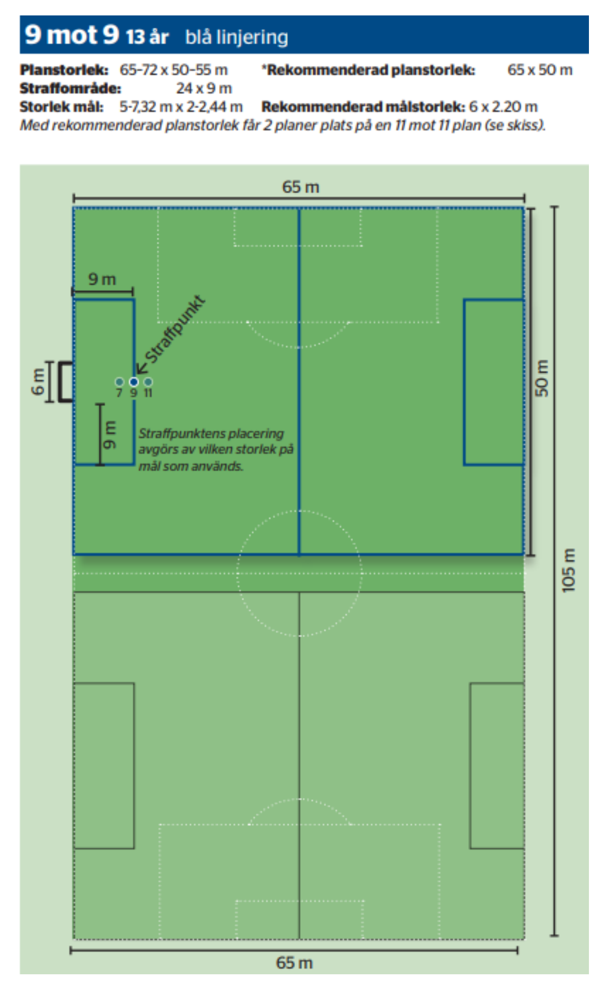 9 mot 9 13 år blå linjering
Planstorlek: 65–72 x 50–55 m *Rekommenderad planstorlek: 65 x 50 m
Straffområde: 24 x 9 m
Storlek mål: 5-7,32 m x 2-2,44 m Rekommenderad målstorlek: 6 x 2.20 m
Med rekommenderad planstorlek får 2 planer plats på en 11 mot 11 plan (se skiss).
65 m
9 m
Straffpunkt
6 m
7 9 11
50 m
9 m
Straffpunktens placering
avgörs av vilken storlek på
mål som används.
105 m
65 m